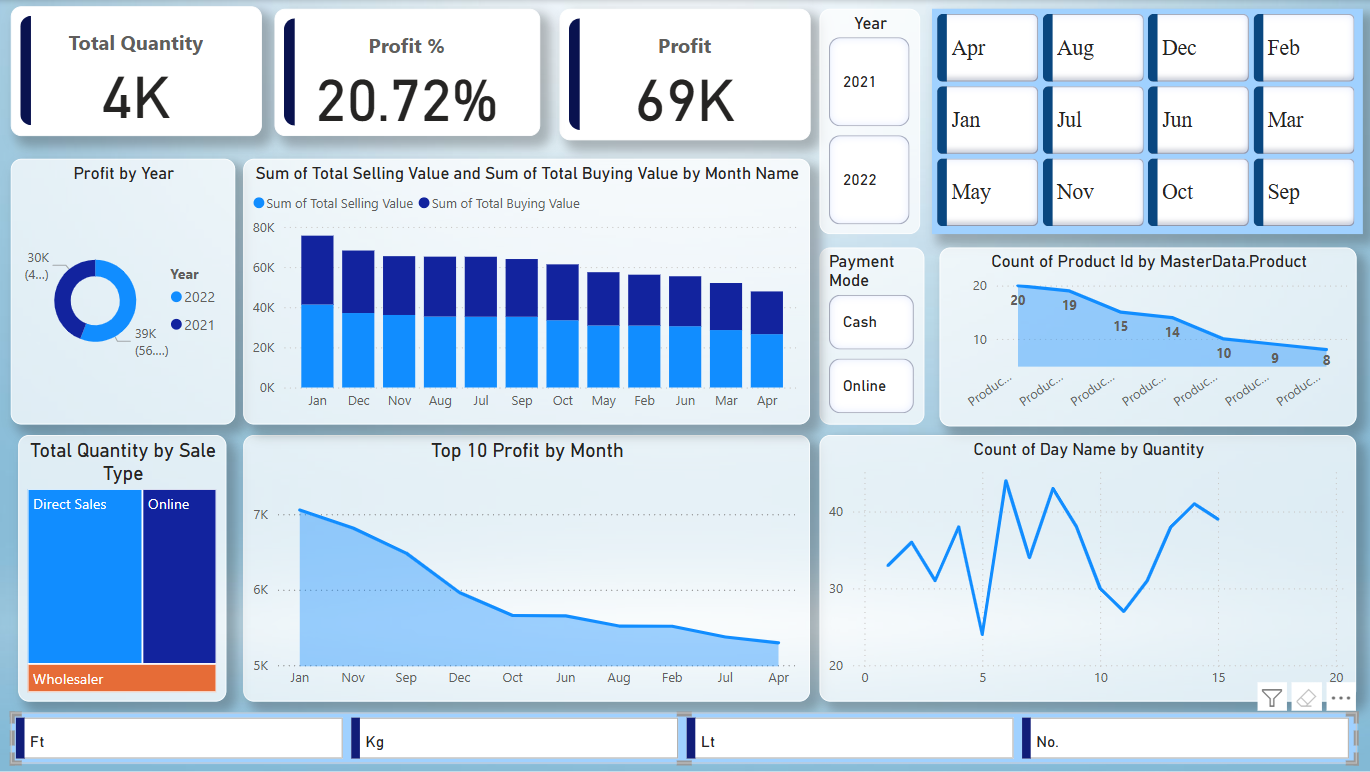 Total Quantity
4K
Profit %
20.72%
Profit
69K
Year
2021
2022
Apr
Aug
Dec
Feb
Jan
Jul
Jun
Mar
May
Nov
Oct
Sep
Profit by Year
30K
(4...)
39K
(56....)
Year
2022
2021
Sum of Total Selling Value and Sum of Total Buying Value by Month Name
Sum of Total Selling Value Sum of Total Buying Value
80K
60K
40K
20K
0K
Jan Dec Nov Aug Jul Sep Oct May Feb Jun Mar Apr
Payment
Mode
Cash
Online
Count of Product Id by MasterData.Product
20
10
20 19 15 14 10 9 8
Produc... Produc... Produc... Produc... Produc... Produc... Produc...
Total Quantity by Sale
Type
Direct Sales
Online
Wholesaler
Top 10 Profit by Month
7K
6K
5K
Jan Nov Sep Dec Oct Jun Aug Feb Jul Apr
Count of Day Name by Quantity
40
30
20
0 5 10 15 20
Ft
Kg
Lt
No.